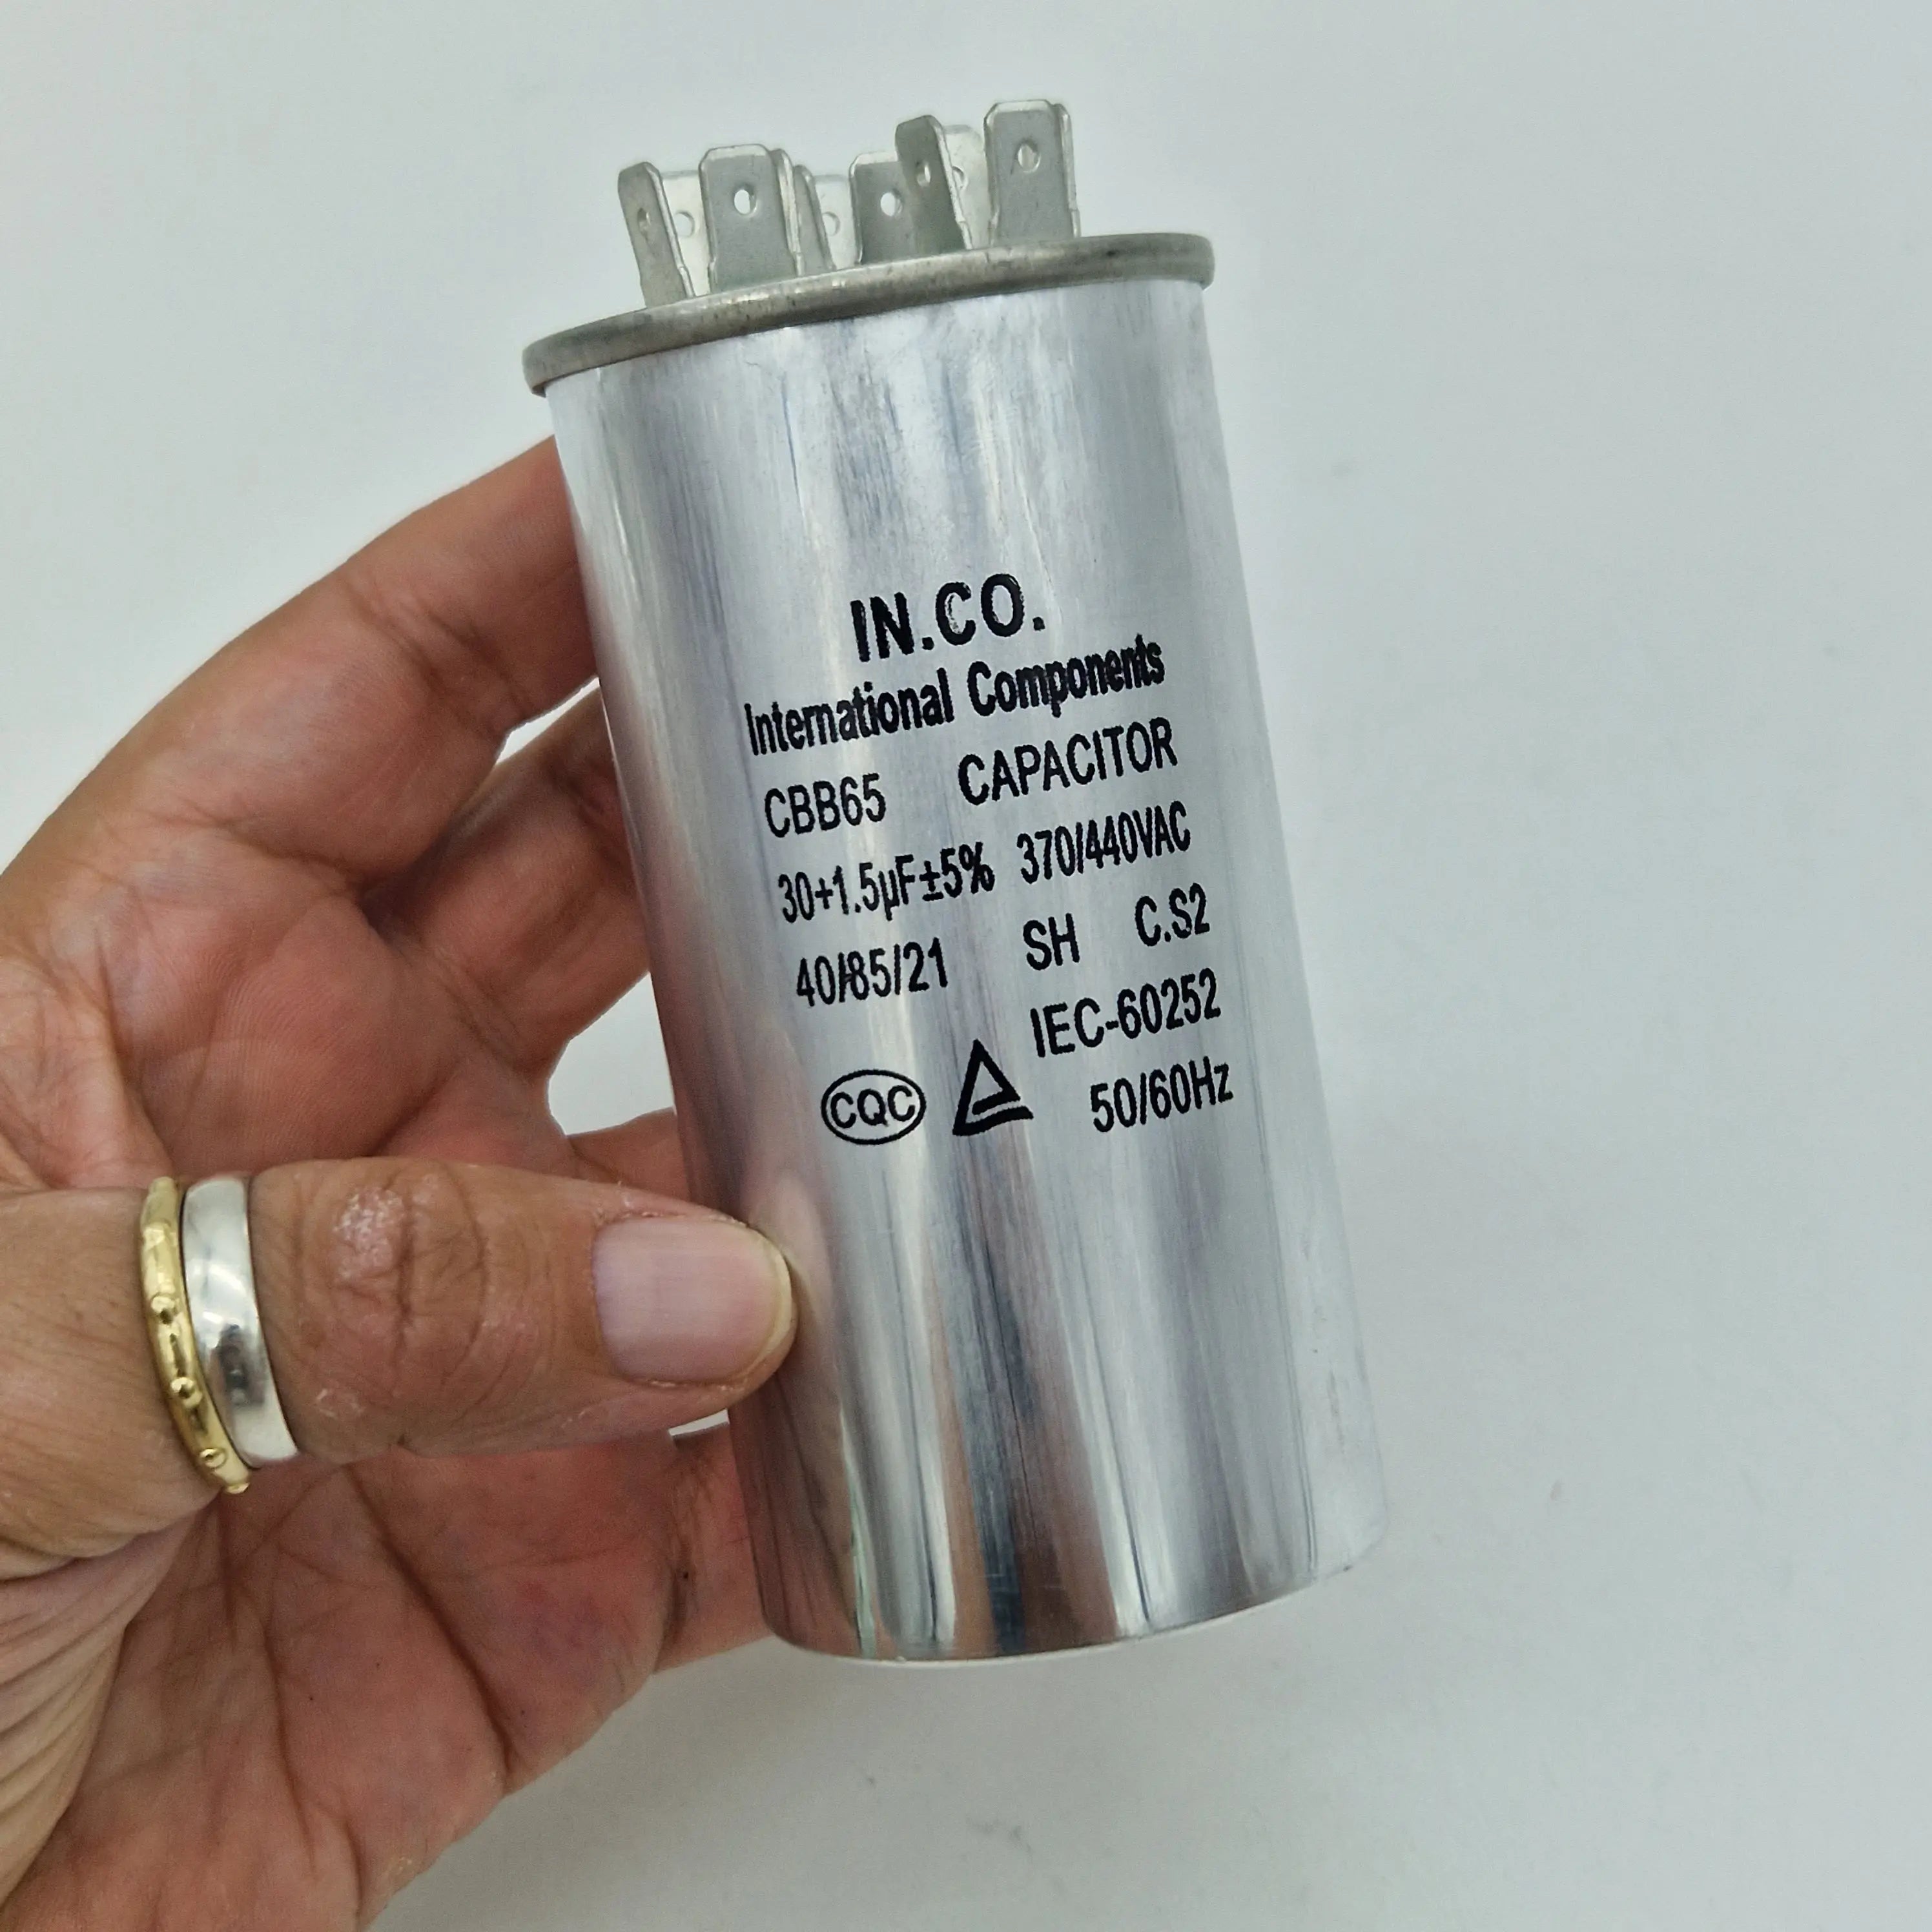 IN.CO.
International Components
CBB65 CAPACITOR
30+1.5µF±5% 370/440VAC
40/85/21 SH C.S2
IEC-60252
CQC 50/60Hz